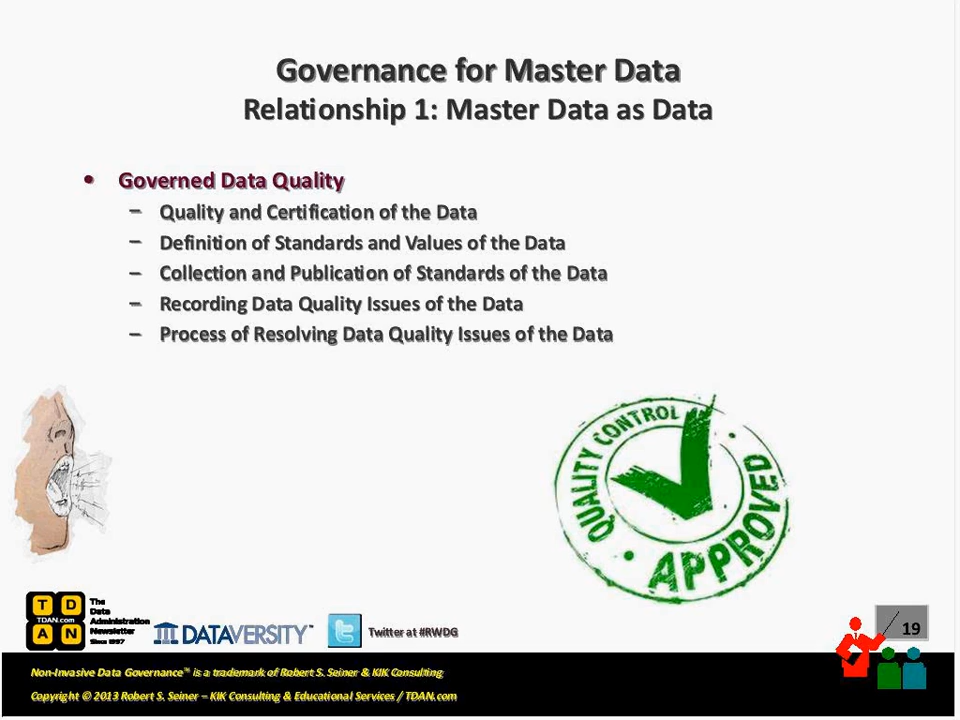 Governance for Master Data
Relationship 1: Master Data as Data
• Governed Data Quality
– Quality and Certification of the Data
– Definition of Standards and Values of the Data
– Collection and Publication of Standards of the Data
– Recording Data Quality Issues of the Data
– Process of Resolving Data Quality Issues of the Data
QUALITY CONTROL
APPROVED
T D
TDAN.com
A N
The
Data
Administration
Newsletter
Since 1997
DATAVERSITY™
Twitter at #RWDG
19
Non-Invasive Data Governance™ is a trademark of Robert S. Seiner & KIK Consulting
Copyright © 2013 Robert S. Seiner – KIK Consulting & Educational Services / TDAN.com